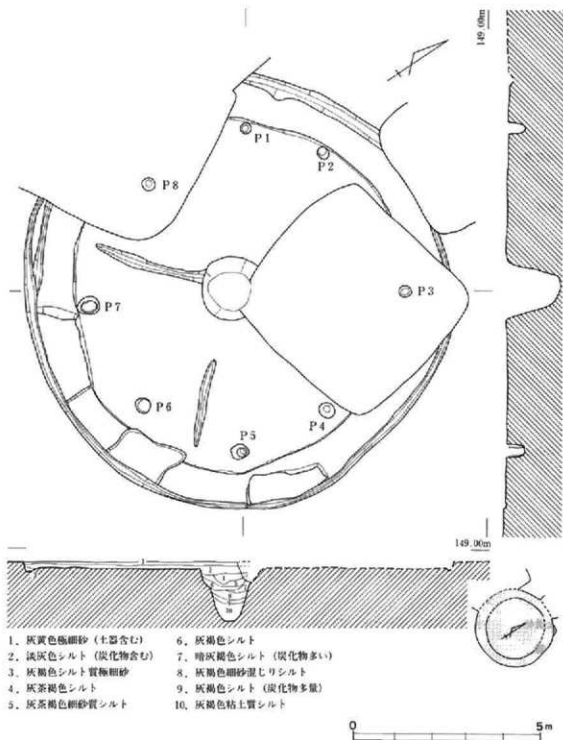 149.00m
P1
P2
P8
P3
P7
P6
P4
P5
149.00m
1
10
1. 灰黄色極細砂(土器含む)
2. 淡灰色シルト(炭化物含む)
3. 灰褐色シルト質極細砂
4. 灰茶褐色シルト
5. 灰茶褐色細砂質シルト
6. 灰褐色シルト
7. 暗灰褐色シルト(炭化物多い)
8. 灰褐色細砂混じりシルト
9. 灰褐色シルト(炭化物多量)
10. 灰褐色粘土質シルト
0 5m